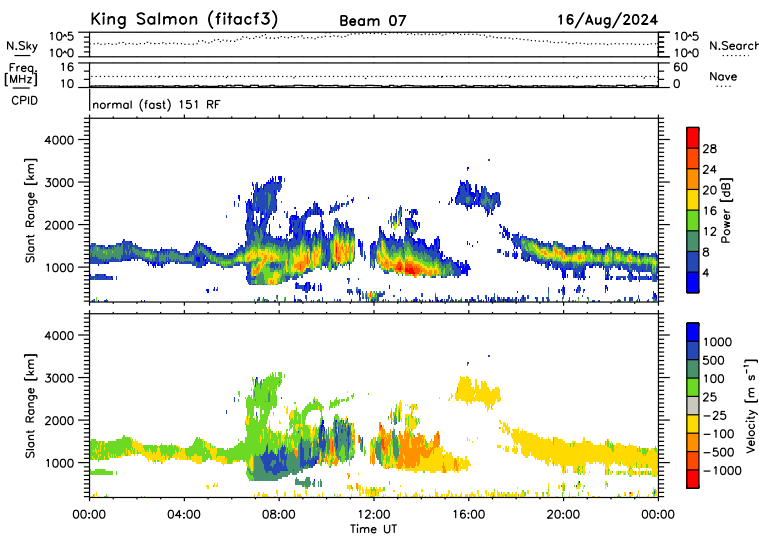 King Salmon (fitacf3) Beam 07 16/Aug/2024
N.Sky 10^5 10^5 N.Search
10^0 10^0
Freq. 16 60
[MHz] 10 0 Nave
CPID normal (fast) 151 RF
4000 28
3000 24
2000 20
1000 16
12
8
4
Slant Range [km]
Power [dB]
4000 1000
3000 500
2000 100
1000 25
−25
−100
−500
−1000
Slant Range [km]
Velocity [m s⁻¹]
00:00 04:00 08:00 12:00 16:00 20:00 00:00
Time UT